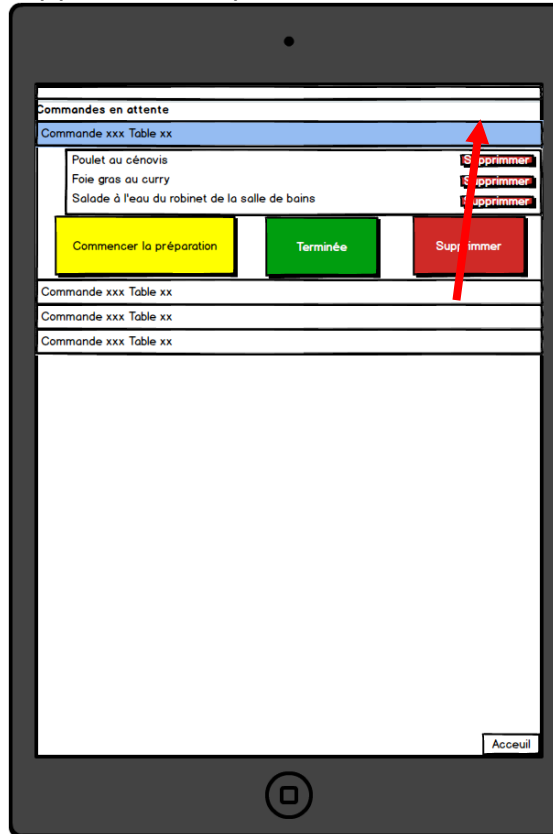 Commandes en attente
Commande xxx Table xx
Poulet au cénovis Supprimmer
Foie gras au curry Supprimmer
Salade à l'eau du robinet de la salle de bains Supprimmer
Commencer la préparation Terminée Supprimmer
Commande xxx Table xx
Commande xxx Table xx
Commande xxx Table xx
Acceuil